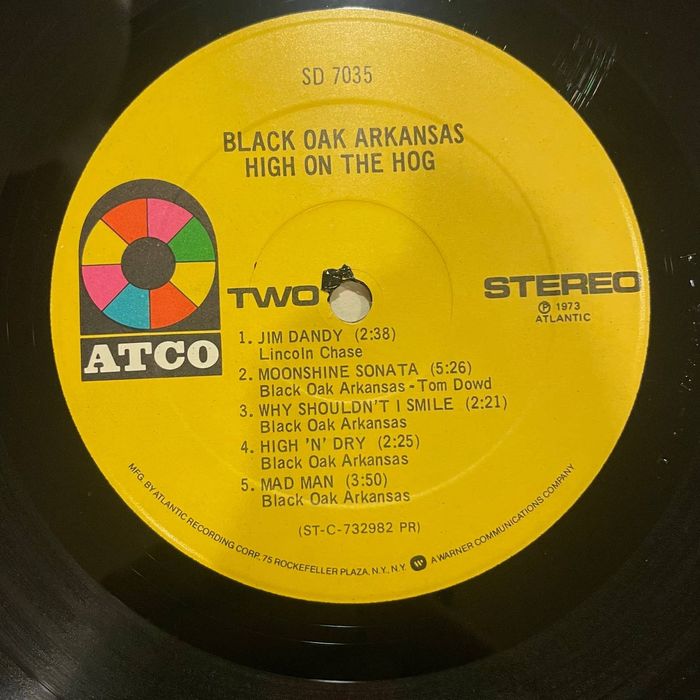 SD 7035
BLACK OAK ARKANSAS
HIGH ON THE HOG
ATCO
TWO
STEREO
Ⓟ 1973
ATLANTIC
1. JIM DANDY (2:38)
Lincoln Chase
2. MOONSHINE SONATA (5:26)
Black Oak Arkansas - Tom Dowd
3. WHY SHOULDN'T I SMILE (2:21)
Black Oak Arkansas
4. HIGH 'N' DRY (2:25)
Black Oak Arkansas
5. MAD MAN (3:50)
Black Oak Arkansas
(ST-C-732982 PR)
MFG. BY ATLANTIC RECORDING CORP. 75 ROCKEFELLER PLAZA, N.Y., N.Y. A WARNER COMMUNICATIONS COMPANY